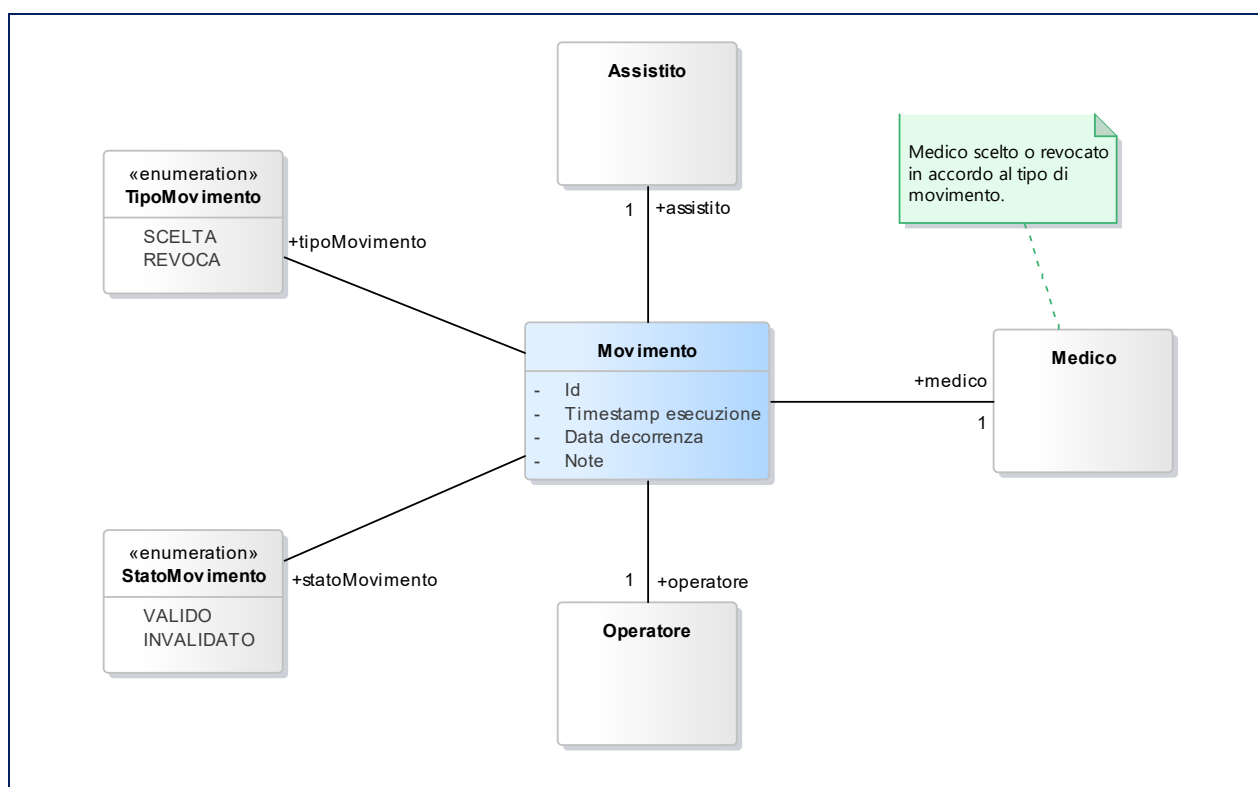 Assistito
1
+assistito
Medico scelto o revocato
in accordo al tipo di
movimento.
«enumeration»
TipoMovimento
SCELTA
REVOCA
+tipoMovimento
Movimento
- Id
- Timestamp esecuzione
- Data decorrenza
- Note
+medico
1
Medico
«enumeration»
StatoMovimento
VALIDO
INVALIDATO
+statoMovimento
1
+operatore
Operatore